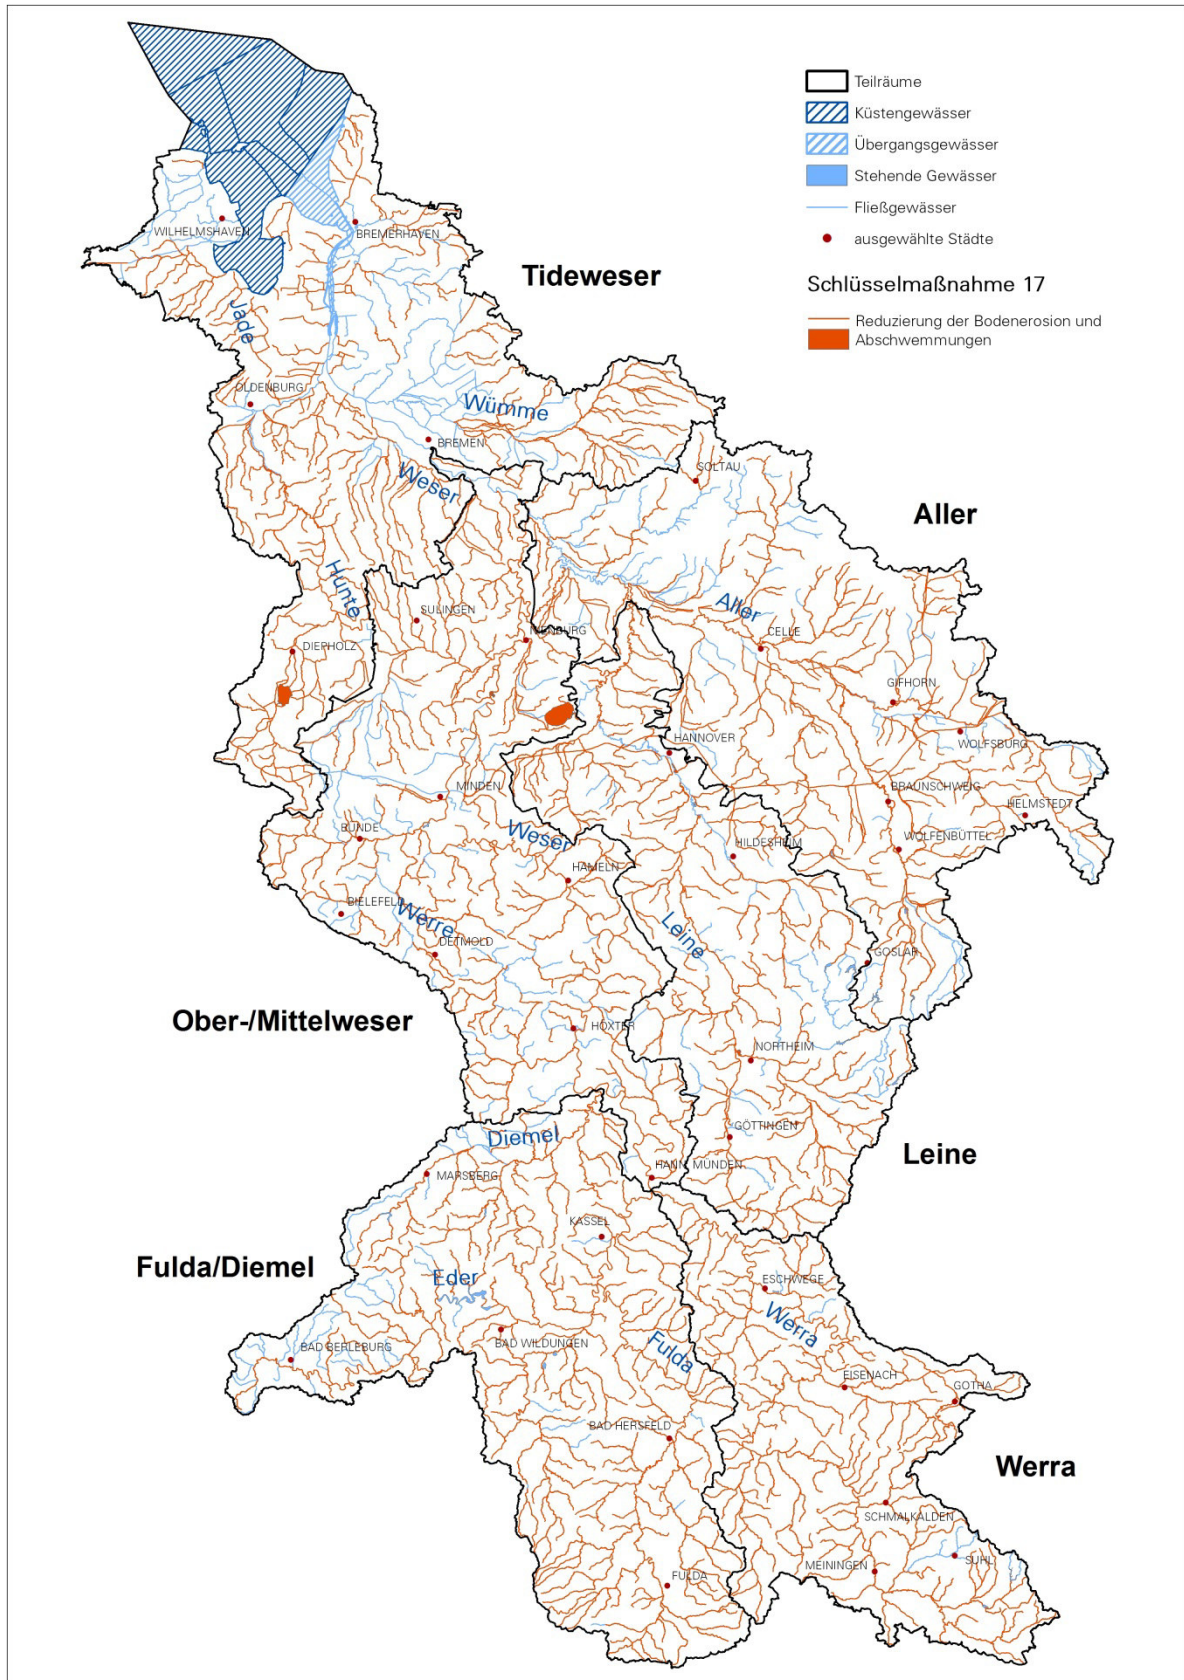 Teilräume
Küstengewässer
Übergangsgewässer
Stehende Gewässer
Fließgewässer
ausgewählte Städte
Schlüsselmaßnahme 17
Reduzierung der Bodenerosion und
Abschwemmungen
WILHELMSHAVEN
BREMERHAVEN
Tideweser
Jade
OLDENBURG
Wümme
BREMEN
Weser
SOLTAU
Aller
Hunte
Aller
SULINGEN
NIENBURG
CELLE
DIEPHOLZ
GIFHORN
HANNOVER
WOLFSBURG
MINDEN
BRAUNSCHWEIG
HELMSTEDT
BÜNDE
Weser
HILDESHEIM
WOLFENBÜTTEL
HAMELN
BIELEFELD
Werre
Leine
DETMOLD
GOSLAR
Ober-/Mittelweser
HÖXTER
NORTHEIM
Diemel
GÖTTINGEN
Leine
MARSBERG
HANN. MÜNDEN
KASSEL
Fulda/Diemel
Eder
ESCHWEGE
Werra
BAD WILDUNGEN
Fulda
BAD BERLEBURG
EISENACH
GOTHA
BAD HERSFELD
Werra
SCHMALKALDEN
MEININGEN
SUHL
FULDA